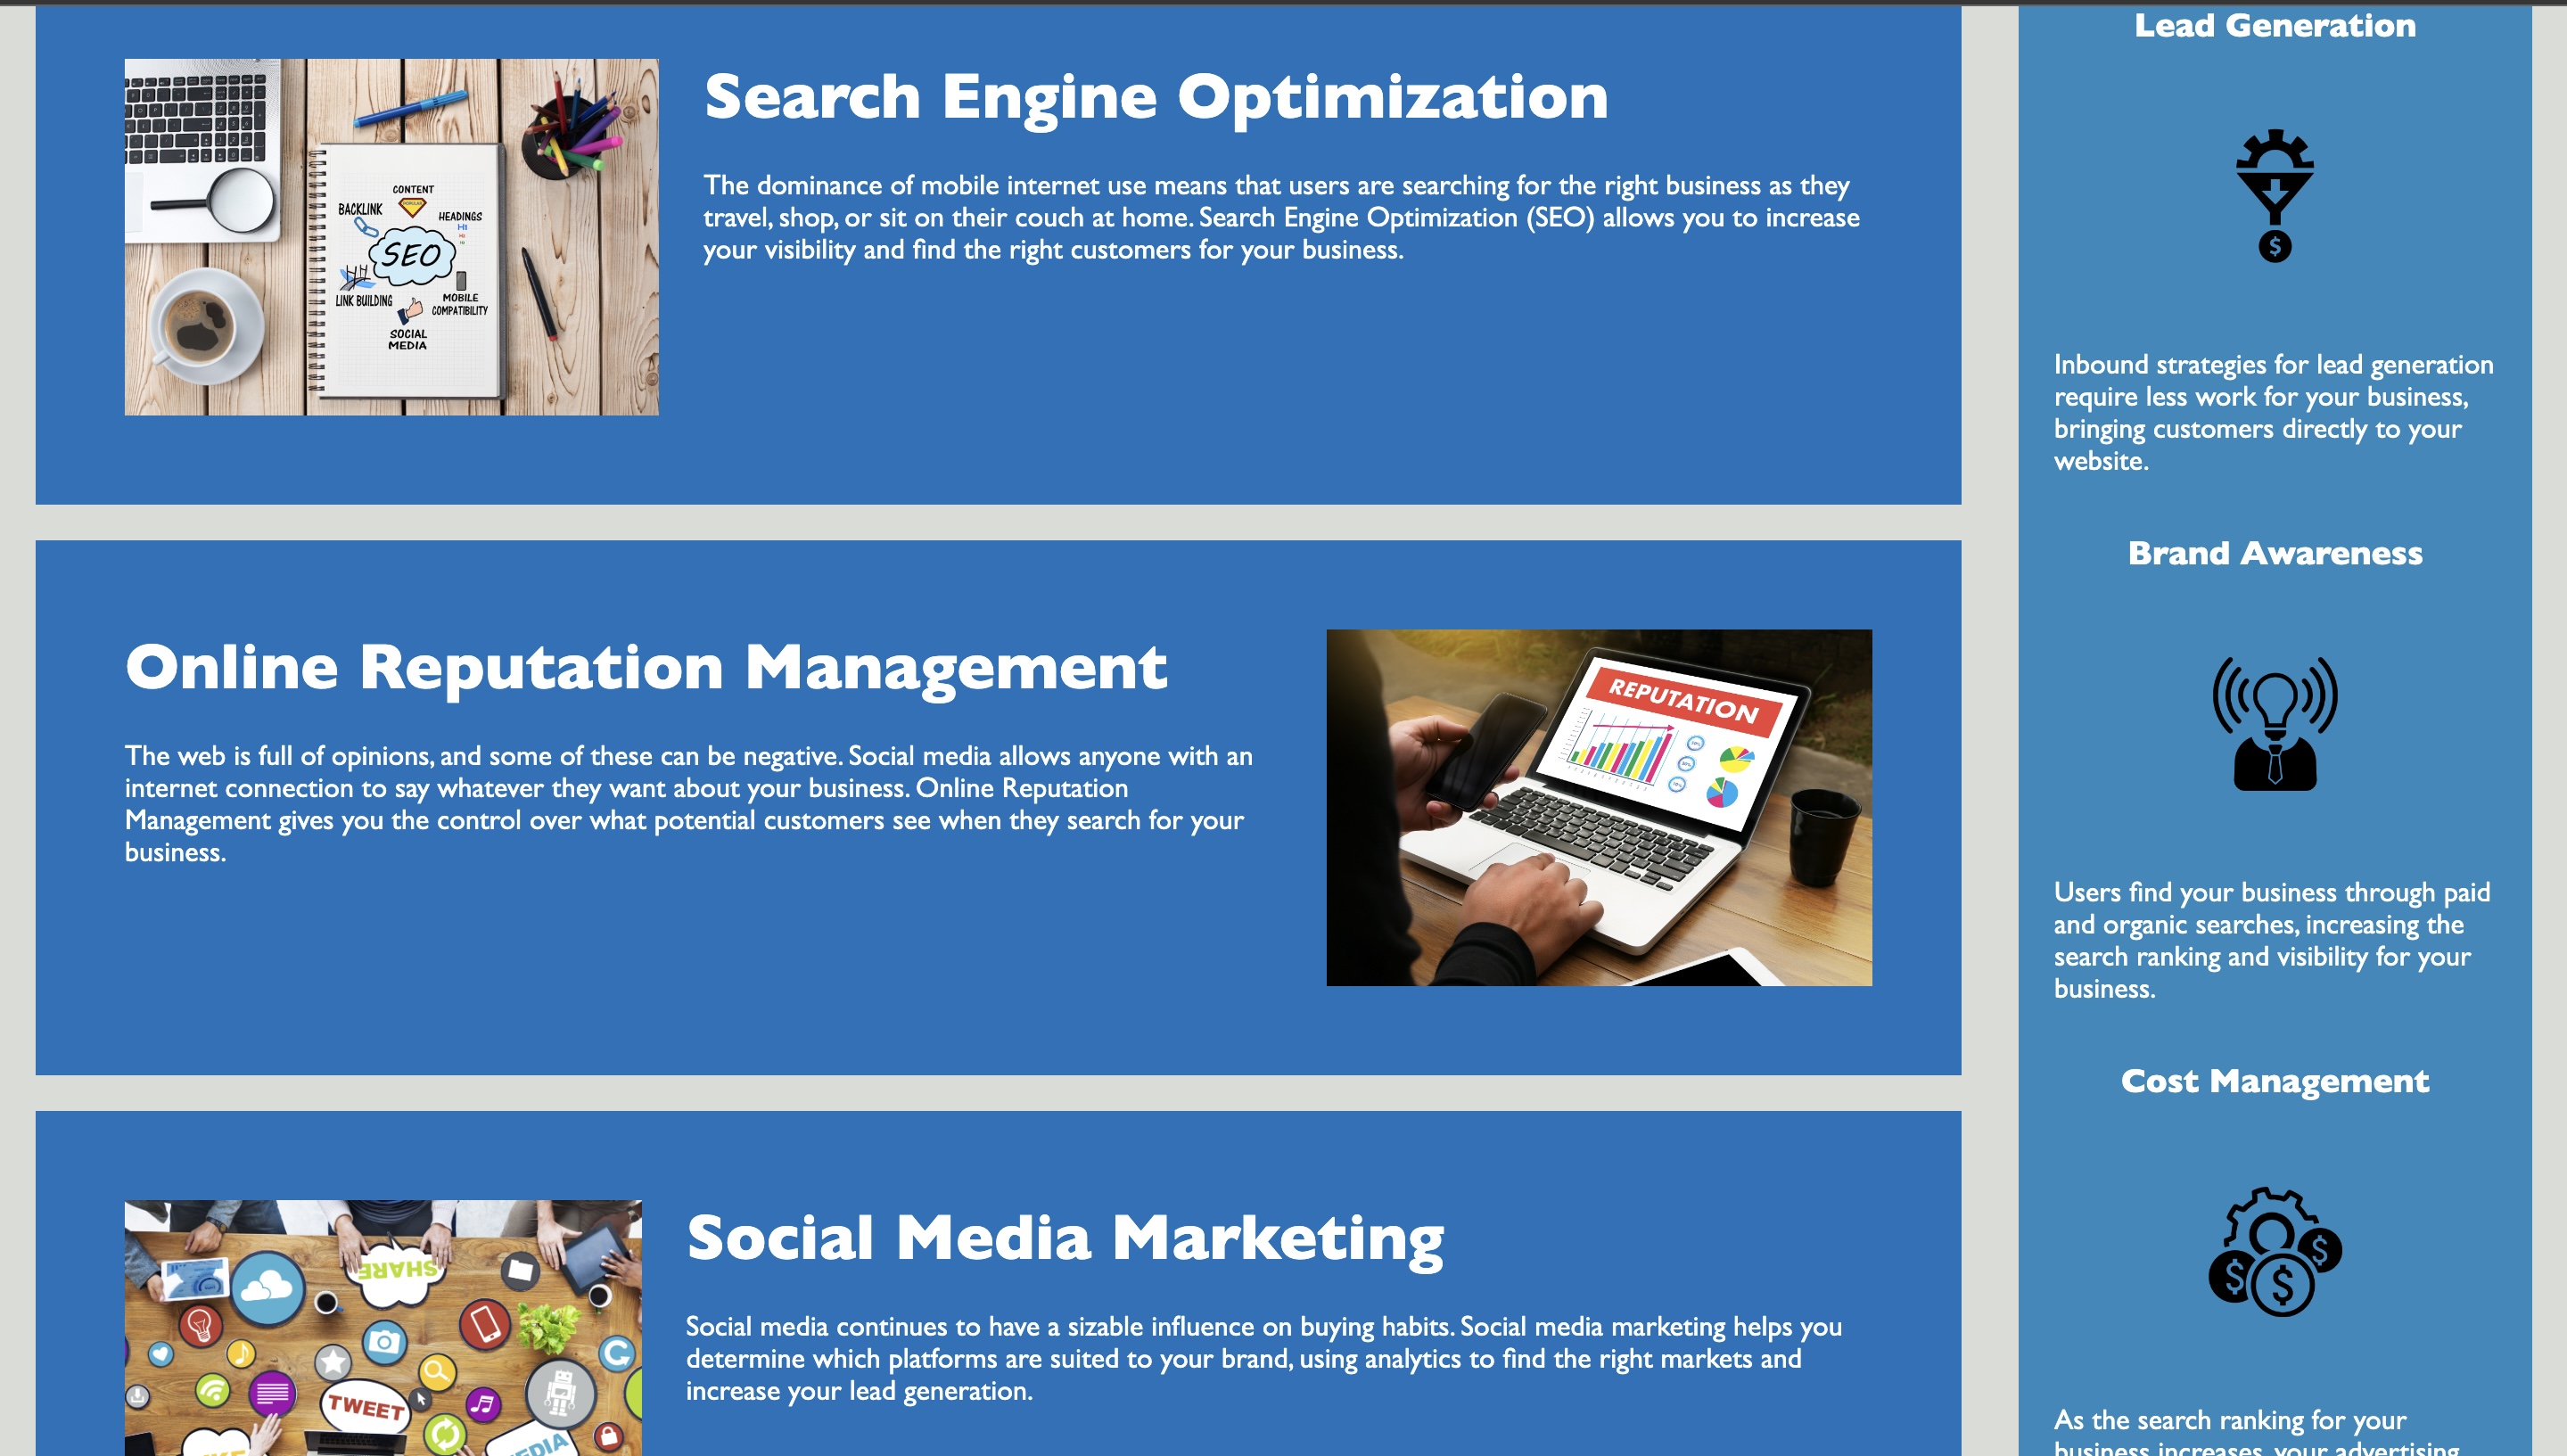 Search Engine Optimization
The dominance of mobile internet use means that users are searching for the right business as they
travel, shop, or sit on their couch at home. Search Engine Optimization (SEO) allows you to increase
your visibility and find the right customers for your business.
CONTENT
BACKLINK
HEADINGS
H1
SEO
LINK BUILDING
MOBILE
COMPATIBILITY
SOCIAL
MEDIA
Online Reputation Management
The web is full of opinions, and some of these can be negative. Social media allows anyone with an
internet connection to say whatever they want about your business. Online Reputation
Management gives you the control over what potential customers see when they search for your
business.
REPUTATION
Social Media Marketing
Social media continues to have a sizable influence on buying habits. Social media marketing helps you
determine which platforms are suited to your brand, using analytics to find the right markets and
increase your lead generation.
SHARE
TWEET
Lead Generation
$
Inbound strategies for lead generation
require less work for your business,
bringing customers directly to your
website.
Brand Awareness
Users find your business through paid
and organic searches, increasing the
search ranking and visibility for your
business.
Cost Management
$
$
$
As the search ranking for your
business increases, your advertising